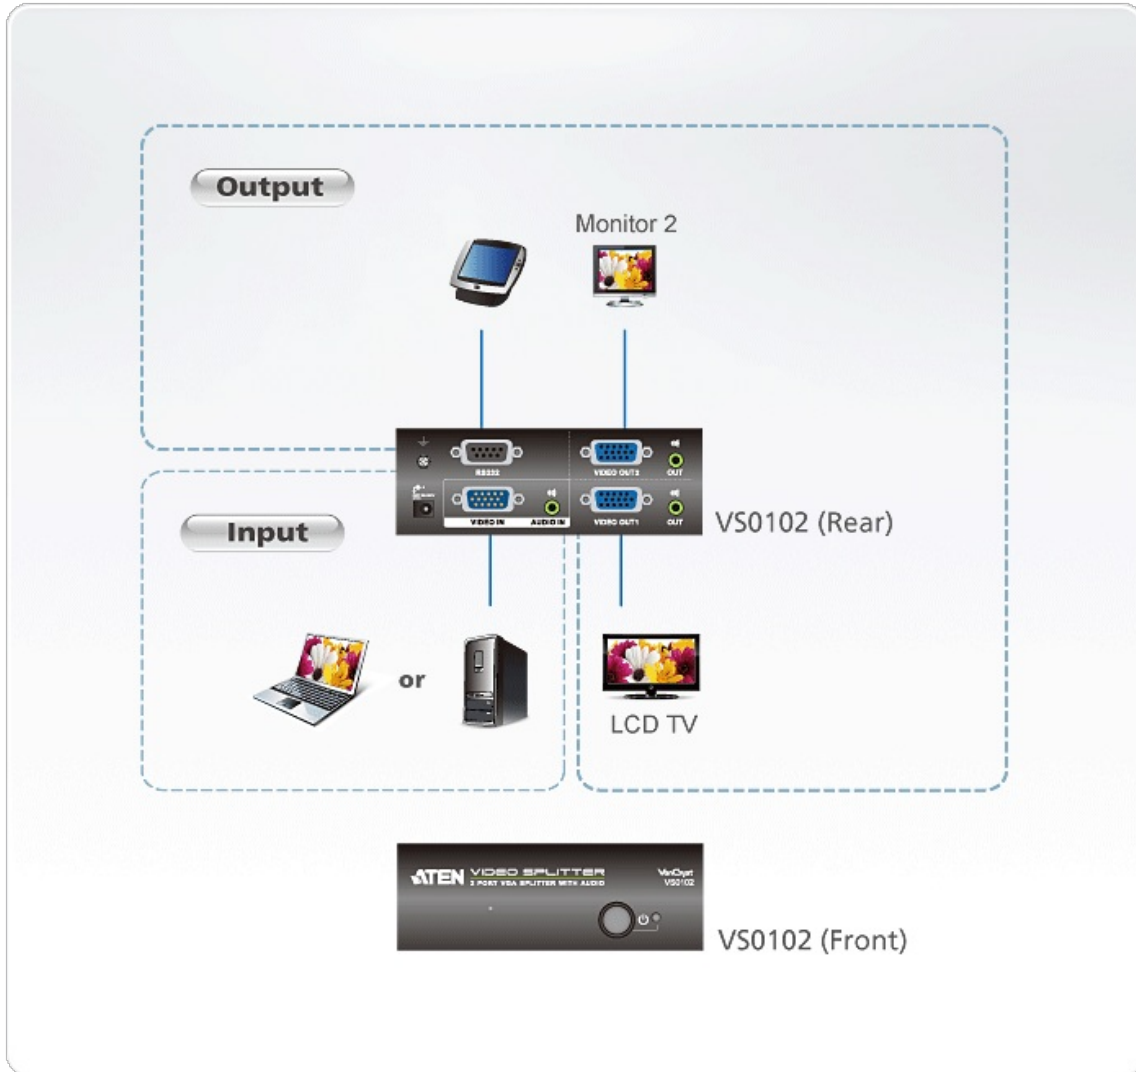 Output
Monitor 2
RS232
VIDEO OUT2
OUT
VIDEO IN
AUDIO IN
VIDEO OUT1
OUT
VS0102 (Rear)
Input
or
LCD TV
ATEN VIDEO SPLITTER
2 PORT VGA SPLITTER WITH AUDIO
VanCryst
VS0102
VS0102 (Front)